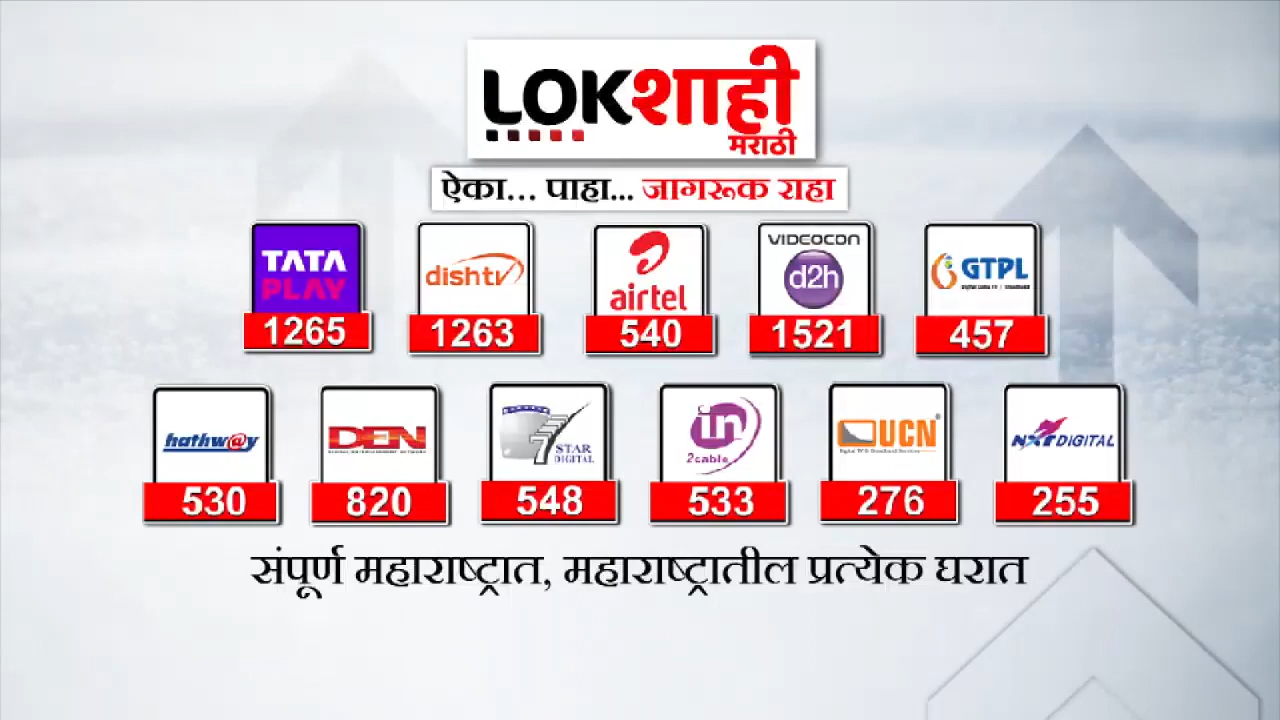 LOKशाही
मराठी
ऐका... पाहा... जागरूक राहा
TATA PLAY
dishtv
airtel
VIDEOCON d2h
GTPL
1265
1263
540
1521
457
hathw@y
DEN
7 STAR DIGITAL
in 2cable
UCN
NXT DIGITAL
530
820
548
533
276
255
संपूर्ण महाराष्ट्रात, महाराष्ट्रातील प्रत्येक घरात